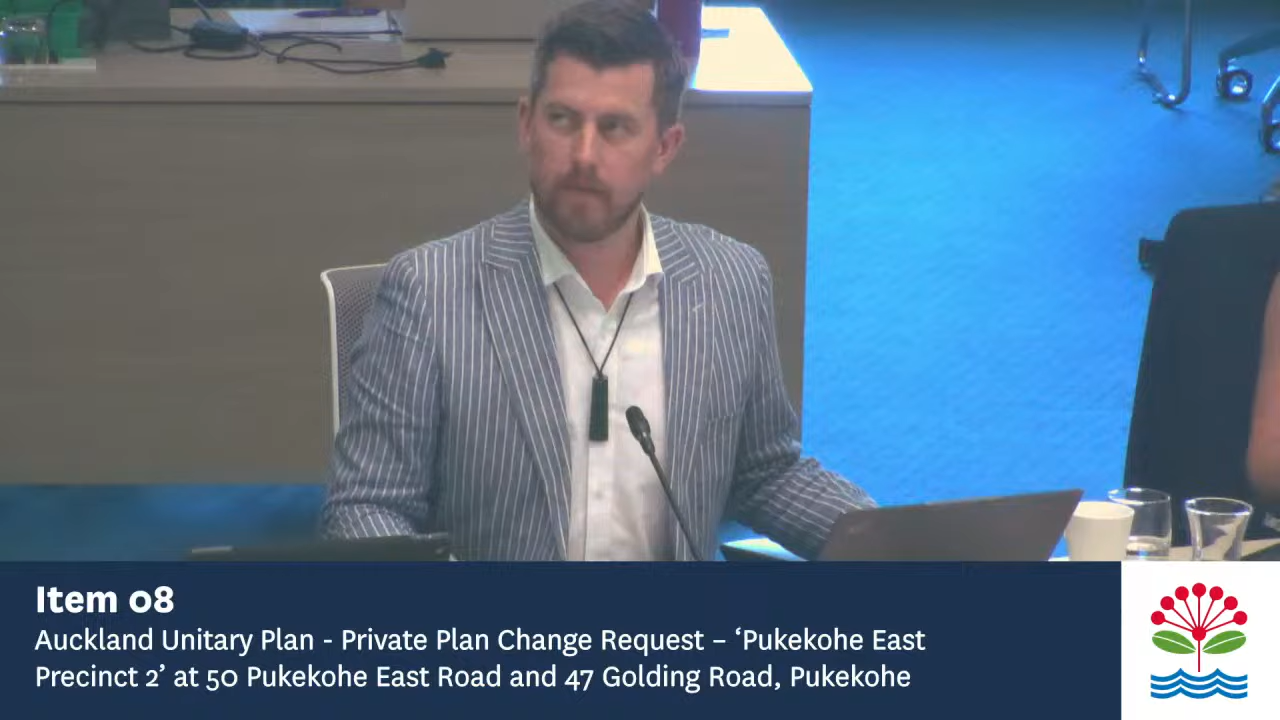 Item 08
Auckland Unitary Plan - Private Plan Change Request – ‘Pukekohe East
Precinct 2’ at 50 Pukekohe East Road and 47 Golding Road, Pukekohe